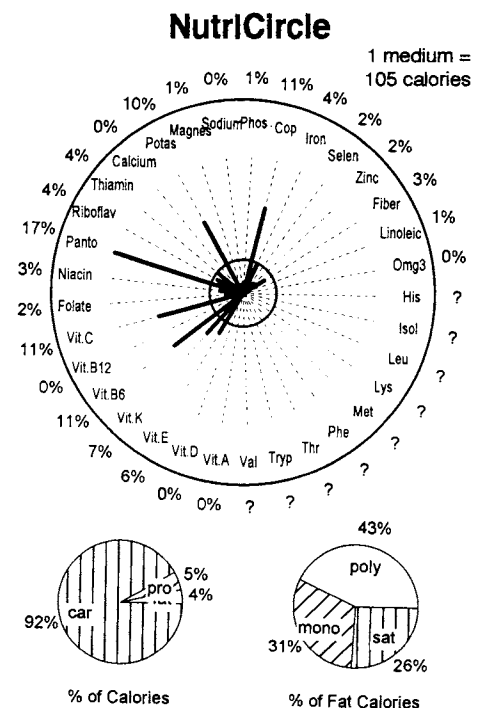 NutrICircle
1 medium =
105 calories
0%
Sodium
1%
Phos
11%
Cop
4%
Iron
2%
Selen
2%
Zinc
3%
Fiber
1%
Linoleic
0%
Omg3
?
His
?
Isol
?
Leu
?
Lys
?
Met
?
Phe
?
Thr
?
Tryp
?
Val
0%
Vit.A
0%
Vit.D
6%
Vit.E
7%
Vit.K
11%
Vit.B6
0%
Vit.B12
11%
Vit.C
2%
Folate
3%
Niacin
17%
Panto
4%
Riboflav
4%
Thiamin
0%
Calcium
10%
Potas
1%
Magnes
5%
pro
4%
car
92%
% of Calories
43%
poly
mono
31%
sat
26%
% of Fat Calories